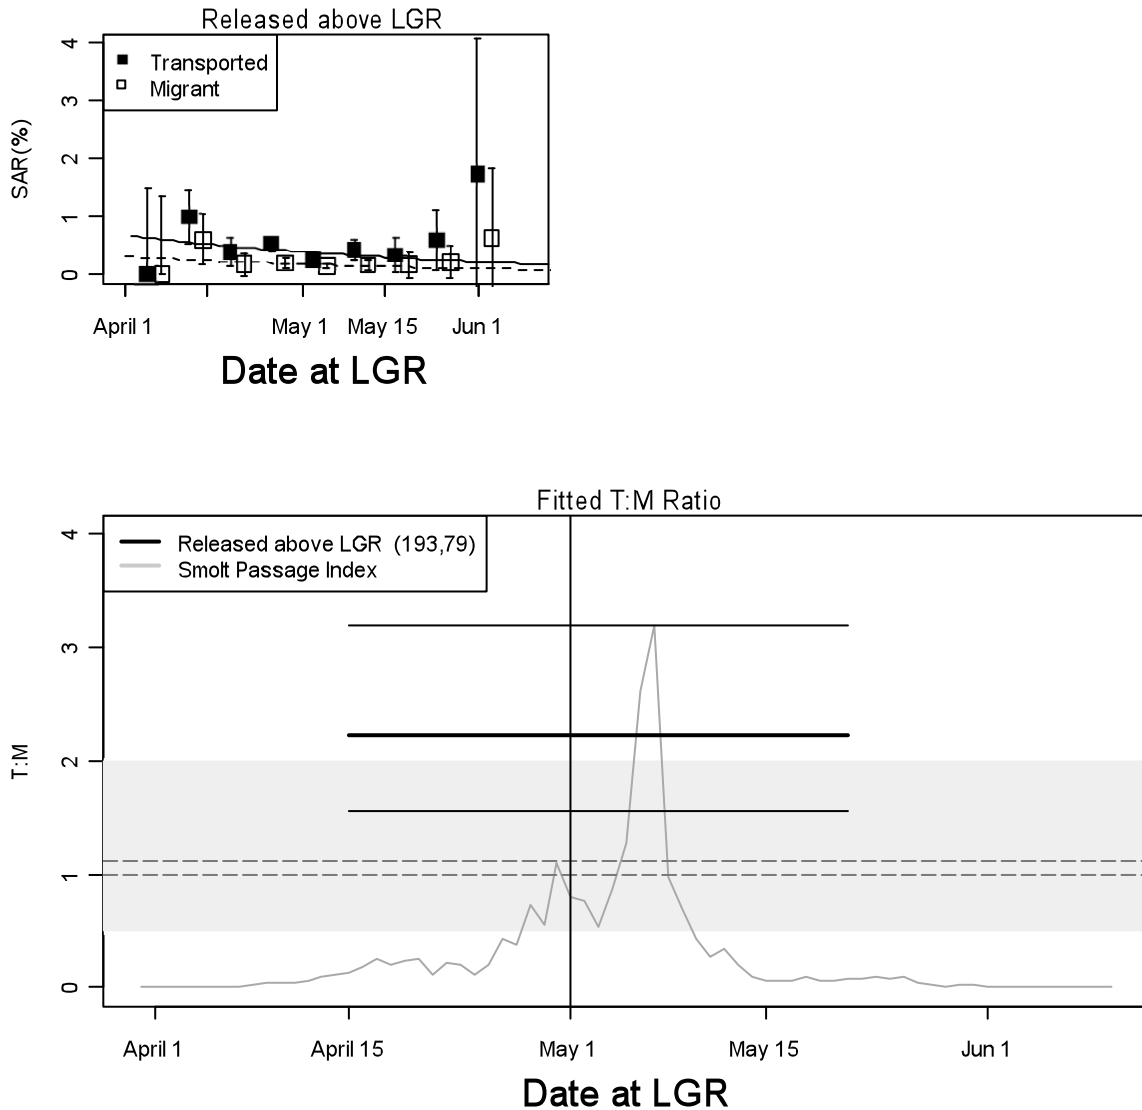 Released above LGR
4
3
2
1
0
SAR(%)
Transported
Migrant
April 1
May 1
May 15
Jun 1
Date at LGR
Fitted T:M Ratio
4
3
2
1
0
T:M
Released above LGR (193,79)
Smolt Passage Index
April 1
April 15
May 1
May 15
Jun 1
Date at LGR